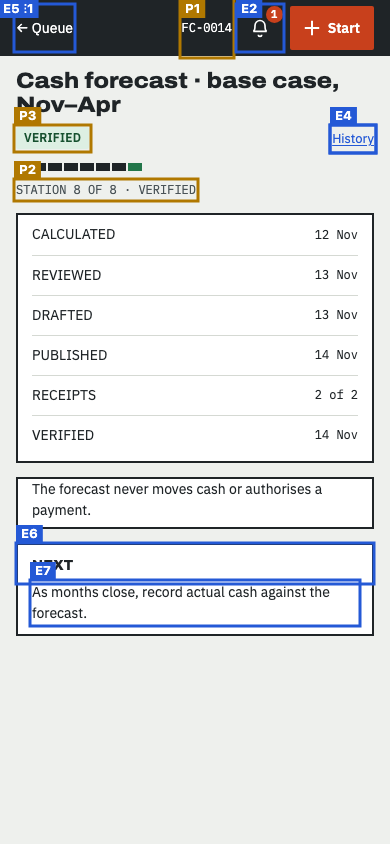 E5 E1
P1
E2
← Queue
FC-0014
1
+ Start
Cash forecast · base case,
Nov–Apr
P3
E4
VERIFIED
History
P2
STATION 8 OF 8 · VERIFIED
CALCULATED 12 Nov
REVIEWED 13 Nov
DRAFTED 13 Nov
PUBLISHED 14 Nov
RECEIPTS 2 of 2
VERIFIED 14 Nov
The forecast never moves cash or authorises a
payment.
E6
NEXT
E7
As months close, record actual cash against the
forecast.